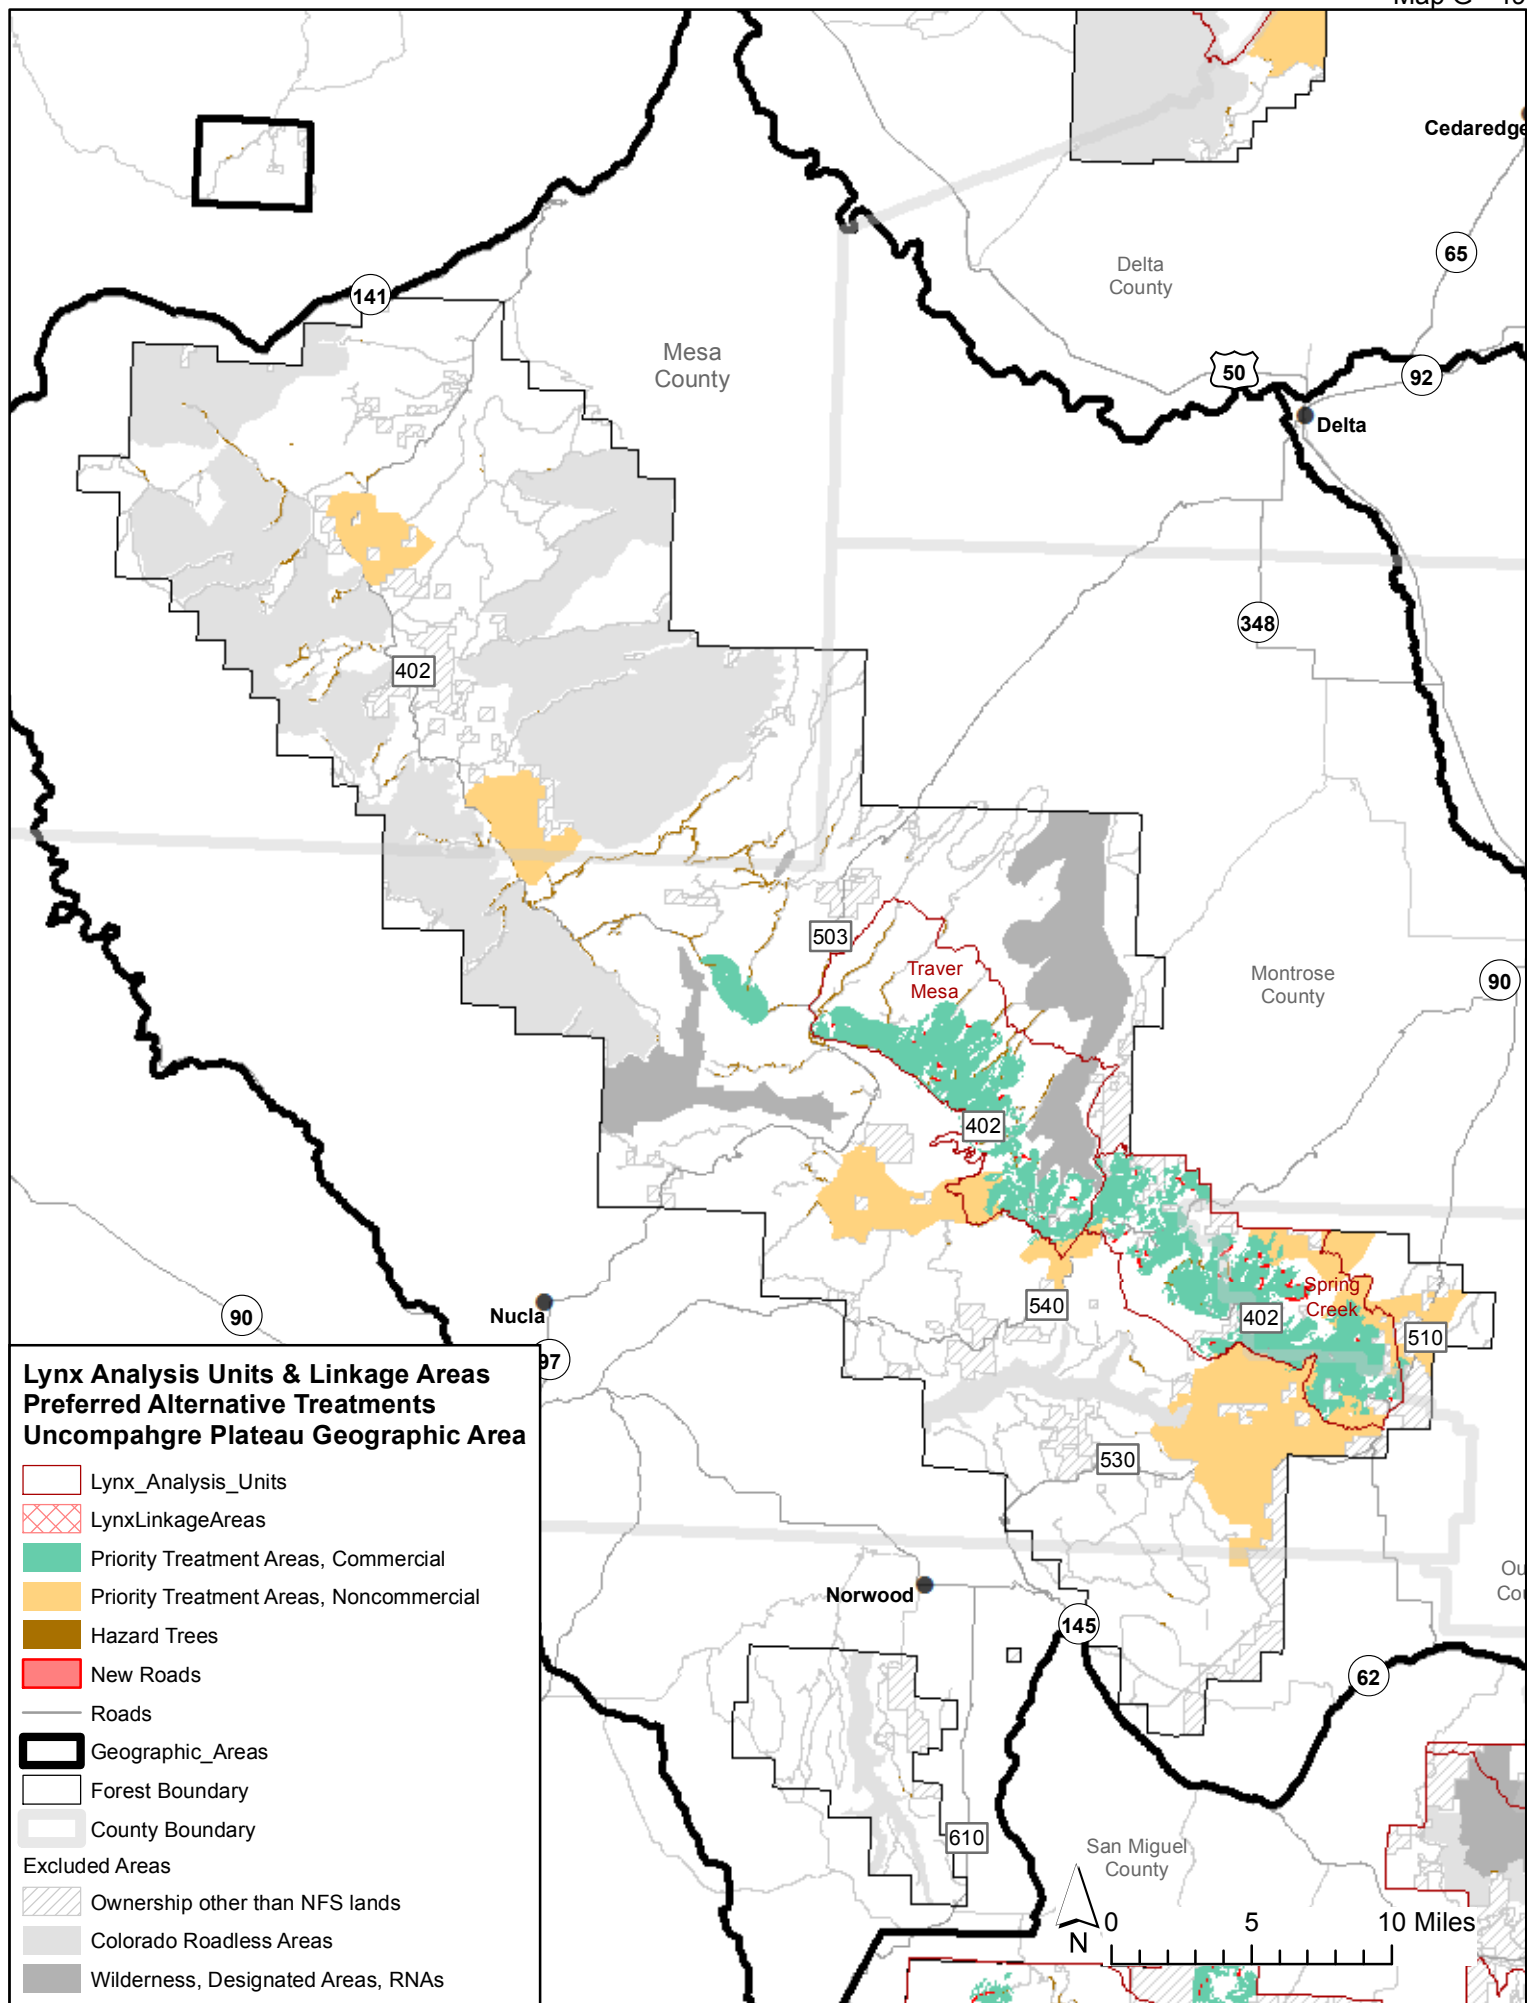 Cedaredge
65
Delta
County
141
Mesa
County
50
92
Delta
348
402
503
Traver
Mesa
Montrose
County
90
402
Spring
Creek
540
402
510
90
Nucla
97
530
Norwood
145
62
610
San Miguel
County
0 5 10 Miles
N
Lynx Analysis Units & Linkage Areas
Preferred Alternative Treatments
Uncompahgre Plateau Geographic Area
Lynx_Analysis_Units
LynxLinkageAreas
Priority Treatment Areas, Commercial
Priority Treatment Areas, Noncommercial
Hazard Trees
New Roads
Roads
Geographic_Areas
Forest Boundary
County Boundary
Excluded Areas
Ownership other than NFS lands
Colorado Roadless Areas
Wilderness, Designated Areas, RNAs